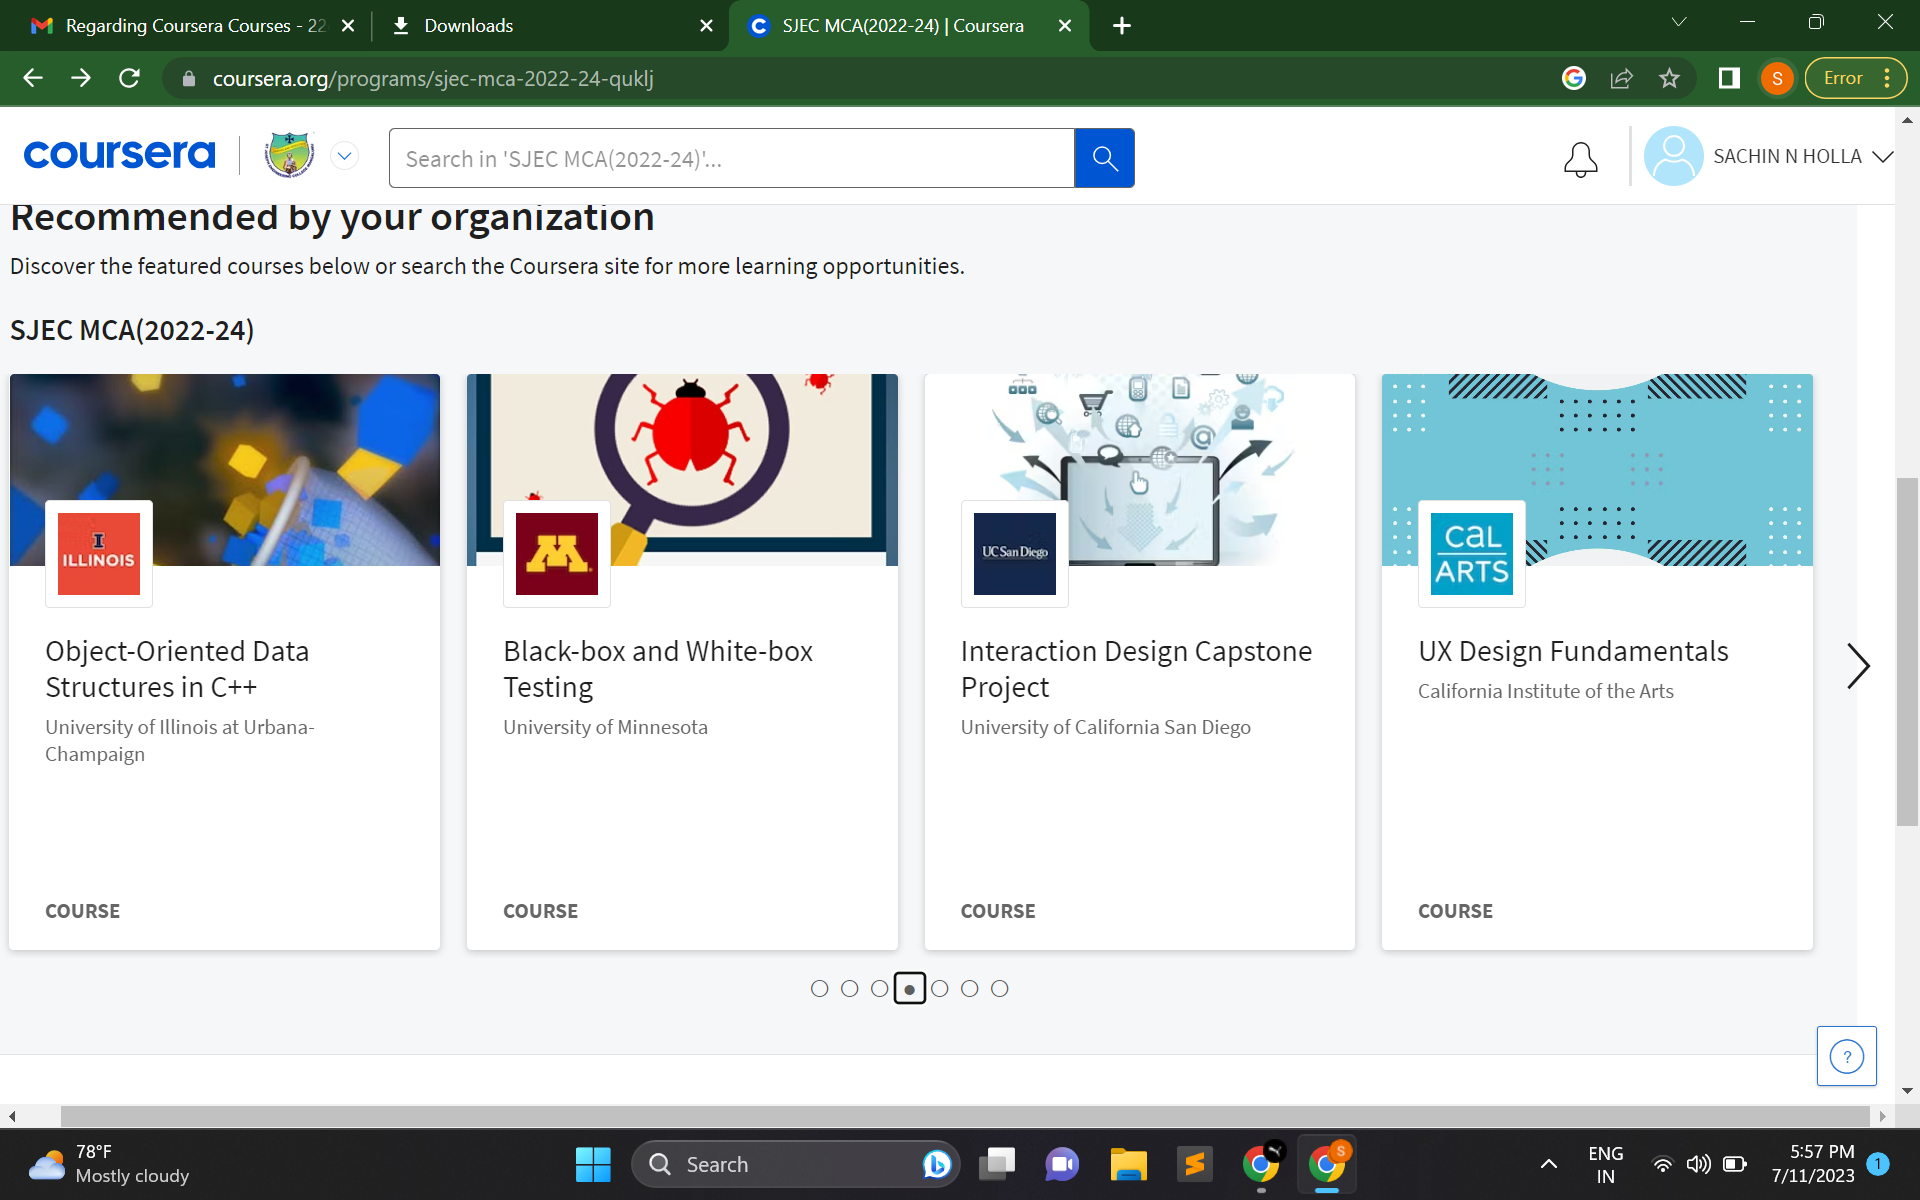 Regarding Coursera Courses - 22
Downloads
SJEC MCA(2022-24) | Coursera
coursera.org/programs/sjec-mca-2022-24-quklj
S
Error
coursera
Search in 'SJEC MCA(2022-24)'...
SACHIN N HOLLA
Recommended by your organization
Discover the featured courses below or search the Coursera site for more learning opportunities.
SJEC MCA(2022-24)
I
ILLINOIS
M
UC San Diego
CAL
ARTS
Object-Oriented Data
Structures in C++
University of Illinois at Urbana-
Champaign
COURSE
Black-box and White-box
Testing
University of Minnesota
COURSE
Interaction Design Capstone
Project
University of California San Diego
COURSE
UX Design Fundamentals
California Institute of the Arts
COURSE
?
78°F
Mostly cloudy
Search
S
ENG
IN
5:57 PM
7/11/2023
1